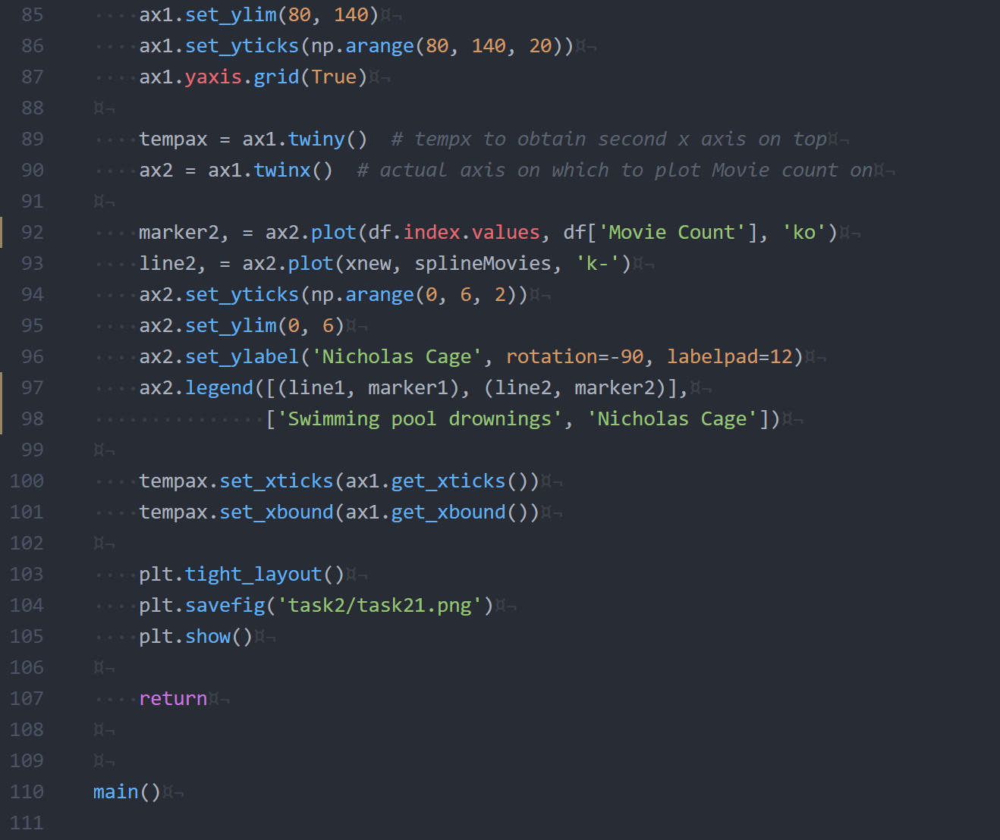 85 ax1.set_ylim(80, 140)
86 ax1.set_yticks(np.arange(80, 140, 20))
87 ax1.yaxis.grid(True)
88
89 tempax = ax1.twiny()  # tempx to obtain second x axis on top
90 ax2 = ax1.twinx()  # actual axis on which to plot Movie count on
91
92 marker2, = ax2.plot(df.index.values, df['Movie Count'], 'ko')
93 line2, = ax2.plot(xnew, splineMovies, 'k-')
94 ax2.set_yticks(np.arange(0, 6, 2))
95 ax2.set_ylim(0, 6)
96 ax2.set_ylabel('Nicholas Cage', rotation=-90, labelpad=12)
97 ax2.legend([(line1, marker1), (line2, marker2)],
98 ['Swimming pool drownings', 'Nicholas Cage'])
99
100 tempax.set_xticks(ax1.get_xticks())
101 tempax.set_xbound(ax1.get_xbound())
102
103 plt.tight_layout()
104 plt.savefig('task2/task21.png')
105 plt.show()
106
107 return
108
109
110 main()
111